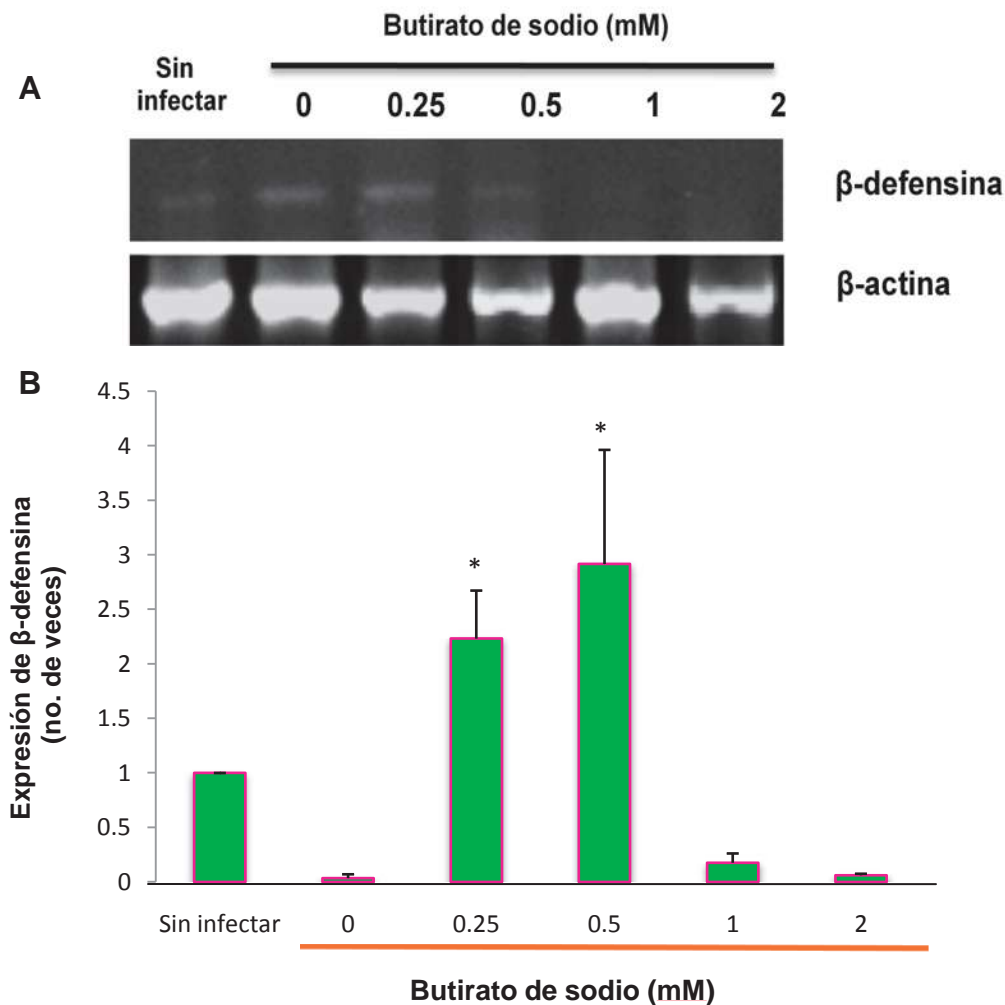 Butirato de sodio (mM)
Sin
infectar
A
0 0.25 0.5 1 2
β-defensina
β-actina
B
4.5
4
3.5
3
2.5
2
1.5
1
0.5
0
Expresión de β-defensina
(no. de veces)
*
*
Sin infectar 0 0.25 0.5 1 2
Butirato de sodio (mM)